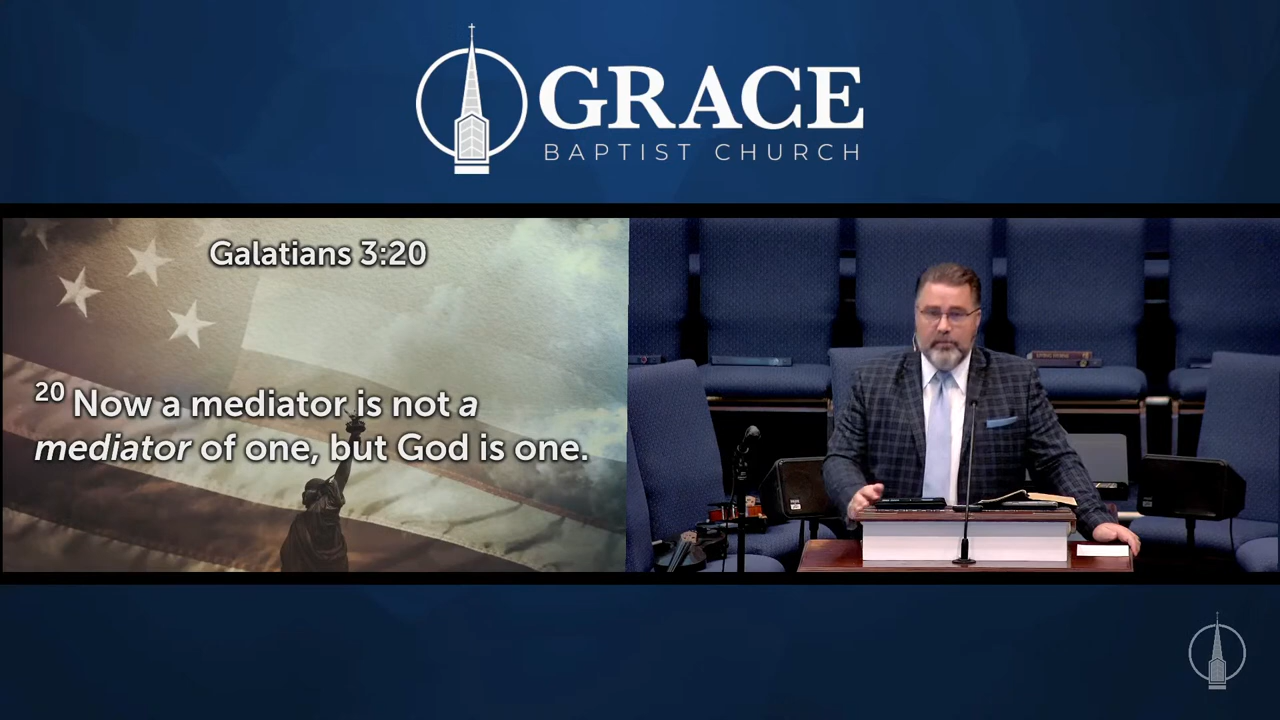 GRACE
BAPTIST CHURCH
Galatians 3:20
20 Now a mediator is not a
mediator of one, but God is one.